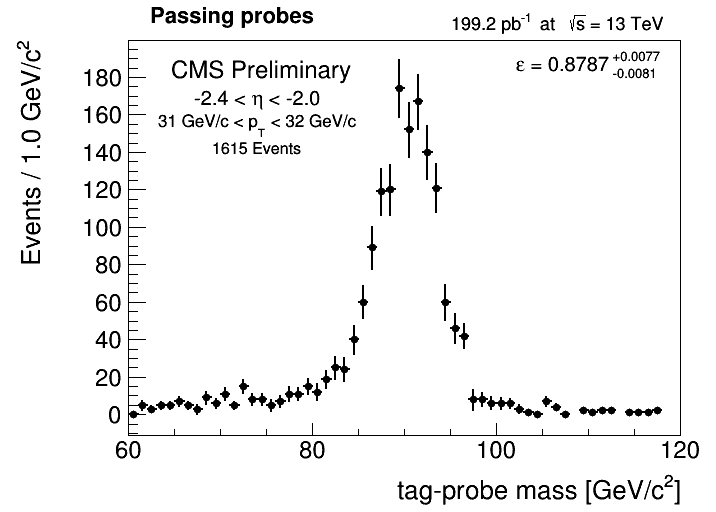 Passing probes
199.2 pb⁻¹ at √s = 13 TeV
CMS Preliminary
ε = 0.8787 +0.0077 -0.0081
-2.4 < η < -2.0
31 GeV/c < p_T < 32 GeV/c
1615 Events
Events / 1.0 GeV/c²
180
160
140
120
100
80
60
40
20
0
60 80 100 120
tag-probe mass [GeV/c²]